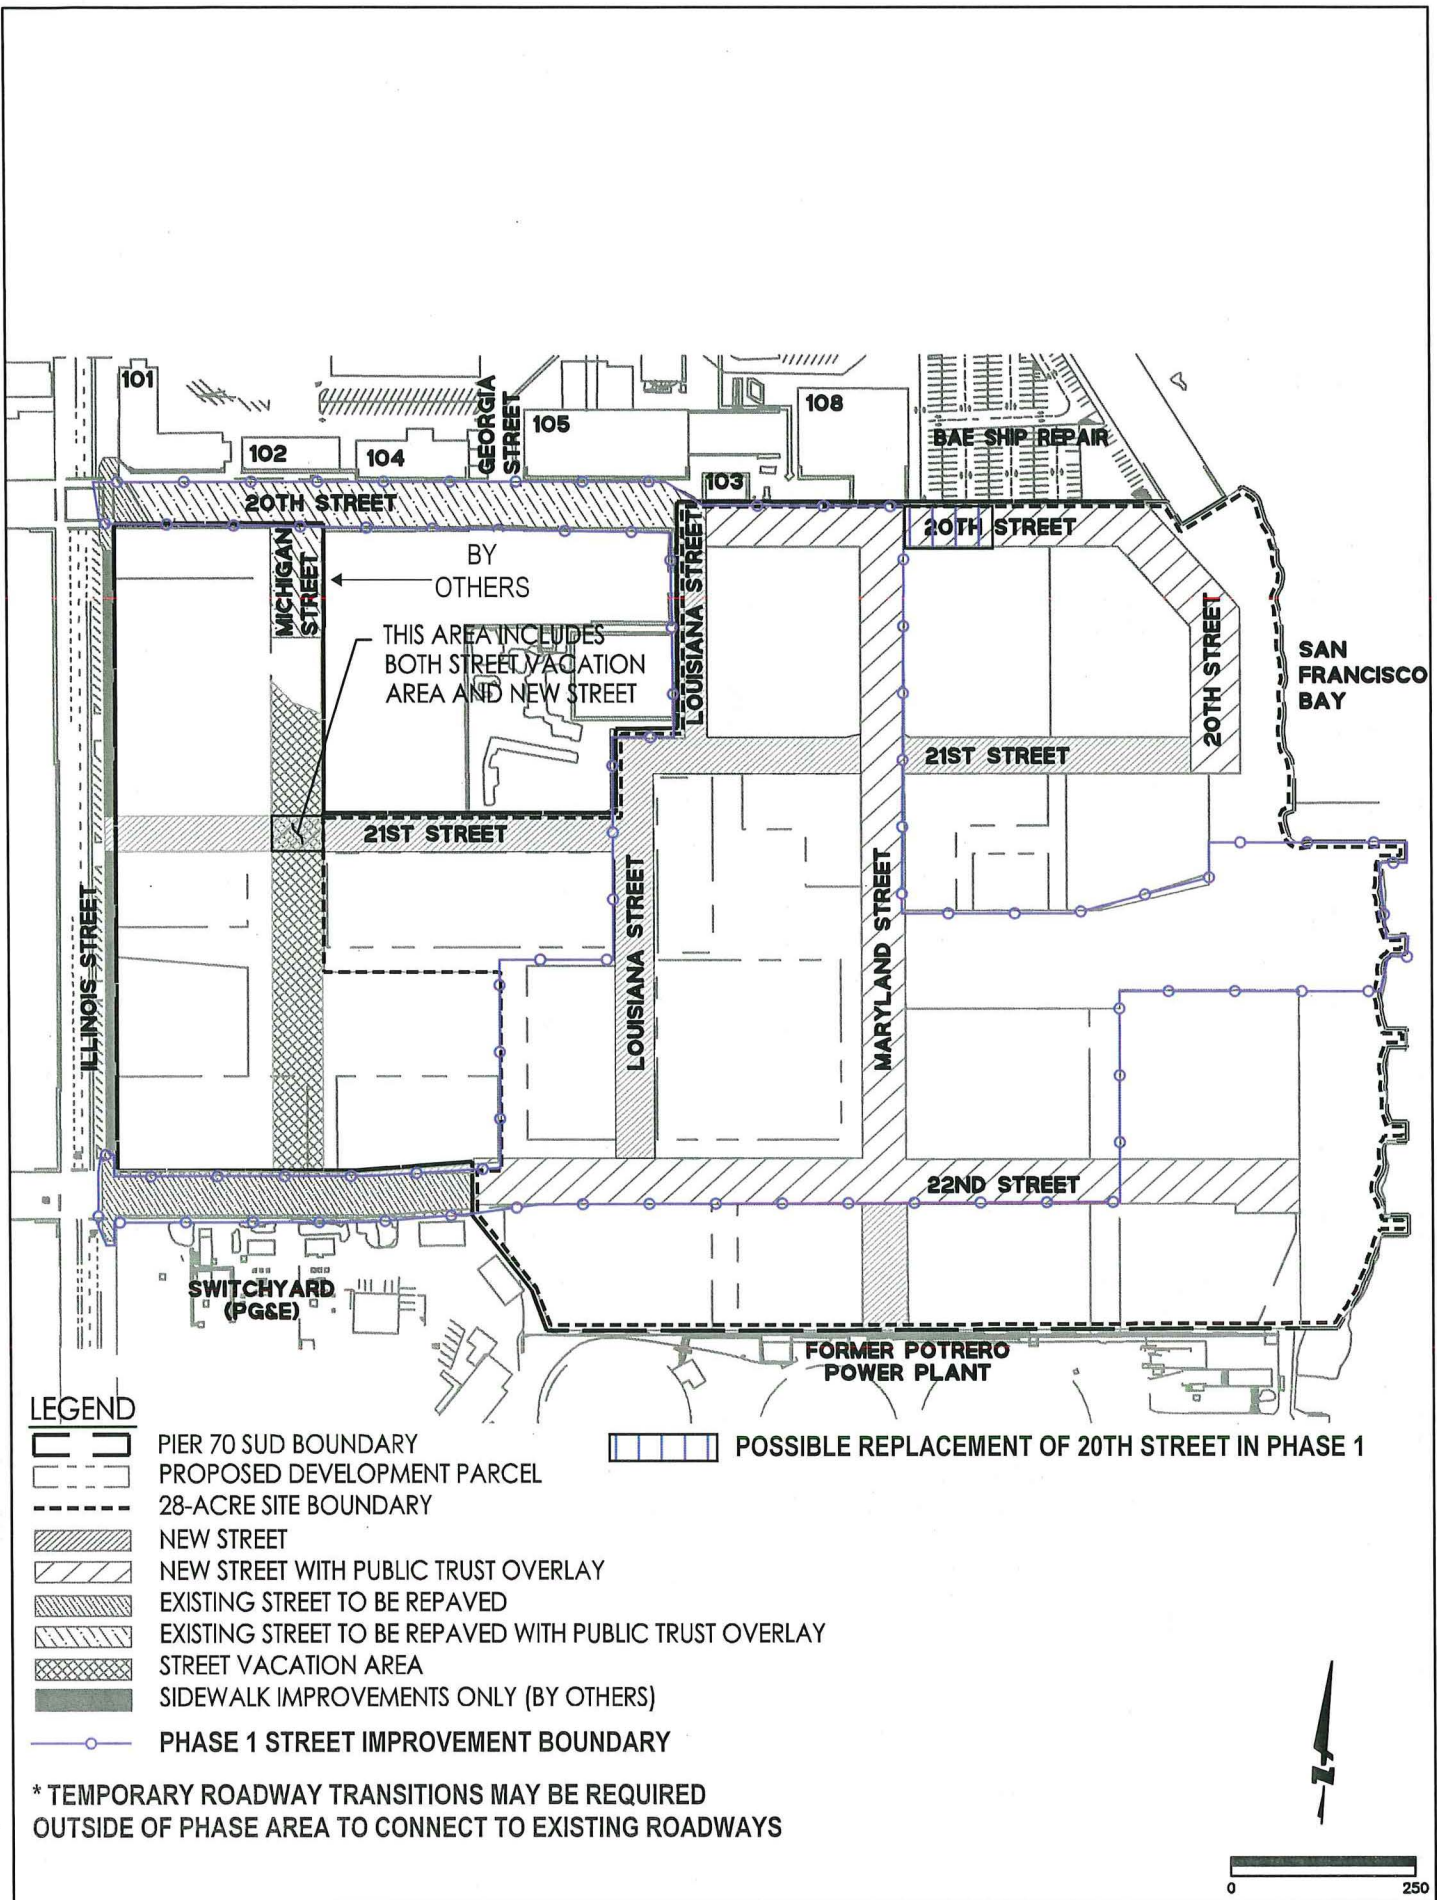 101
102
104
GEORGIA
STREET
105
103
108
BAE SHIP REPAIR
20TH STREET
MICHIGAN
STREET
BY
OTHERS
THIS AREA INCLUDES
BOTH STREET VACATION
AREA AND NEW STREET
LOUISIANA STREET
20TH STREET
20TH STREET
SAN
FRANCISCO
BAY
21ST STREET
21ST STREET
ILLINOIS STREET
LOUISIANA STREET
MARYLAND STREET
22ND STREET
SWITCHYARD
(PG&E)
FORMER POTRERO
POWER PLANT
LEGEND
PIER 70 SUD BOUNDARY
PROPOSED DEVELOPMENT PARCEL
28-ACRE SITE BOUNDARY
NEW STREET
NEW STREET WITH PUBLIC TRUST OVERLAY
EXISTING STREET TO BE REPAVED
EXISTING STREET TO BE REPAVED WITH PUBLIC TRUST OVERLAY
STREET VACATION AREA
SIDEWALK IMPROVEMENTS ONLY (BY OTHERS)
PHASE 1 STREET IMPROVEMENT BOUNDARY
POSSIBLE REPLACEMENT OF 20TH STREET IN PHASE 1
* TEMPORARY ROADWAY TRANSITIONS MAY BE REQUIRED
OUTSIDE OF PHASE AREA TO CONNECT TO EXISTING ROADWAYS
N
0 250